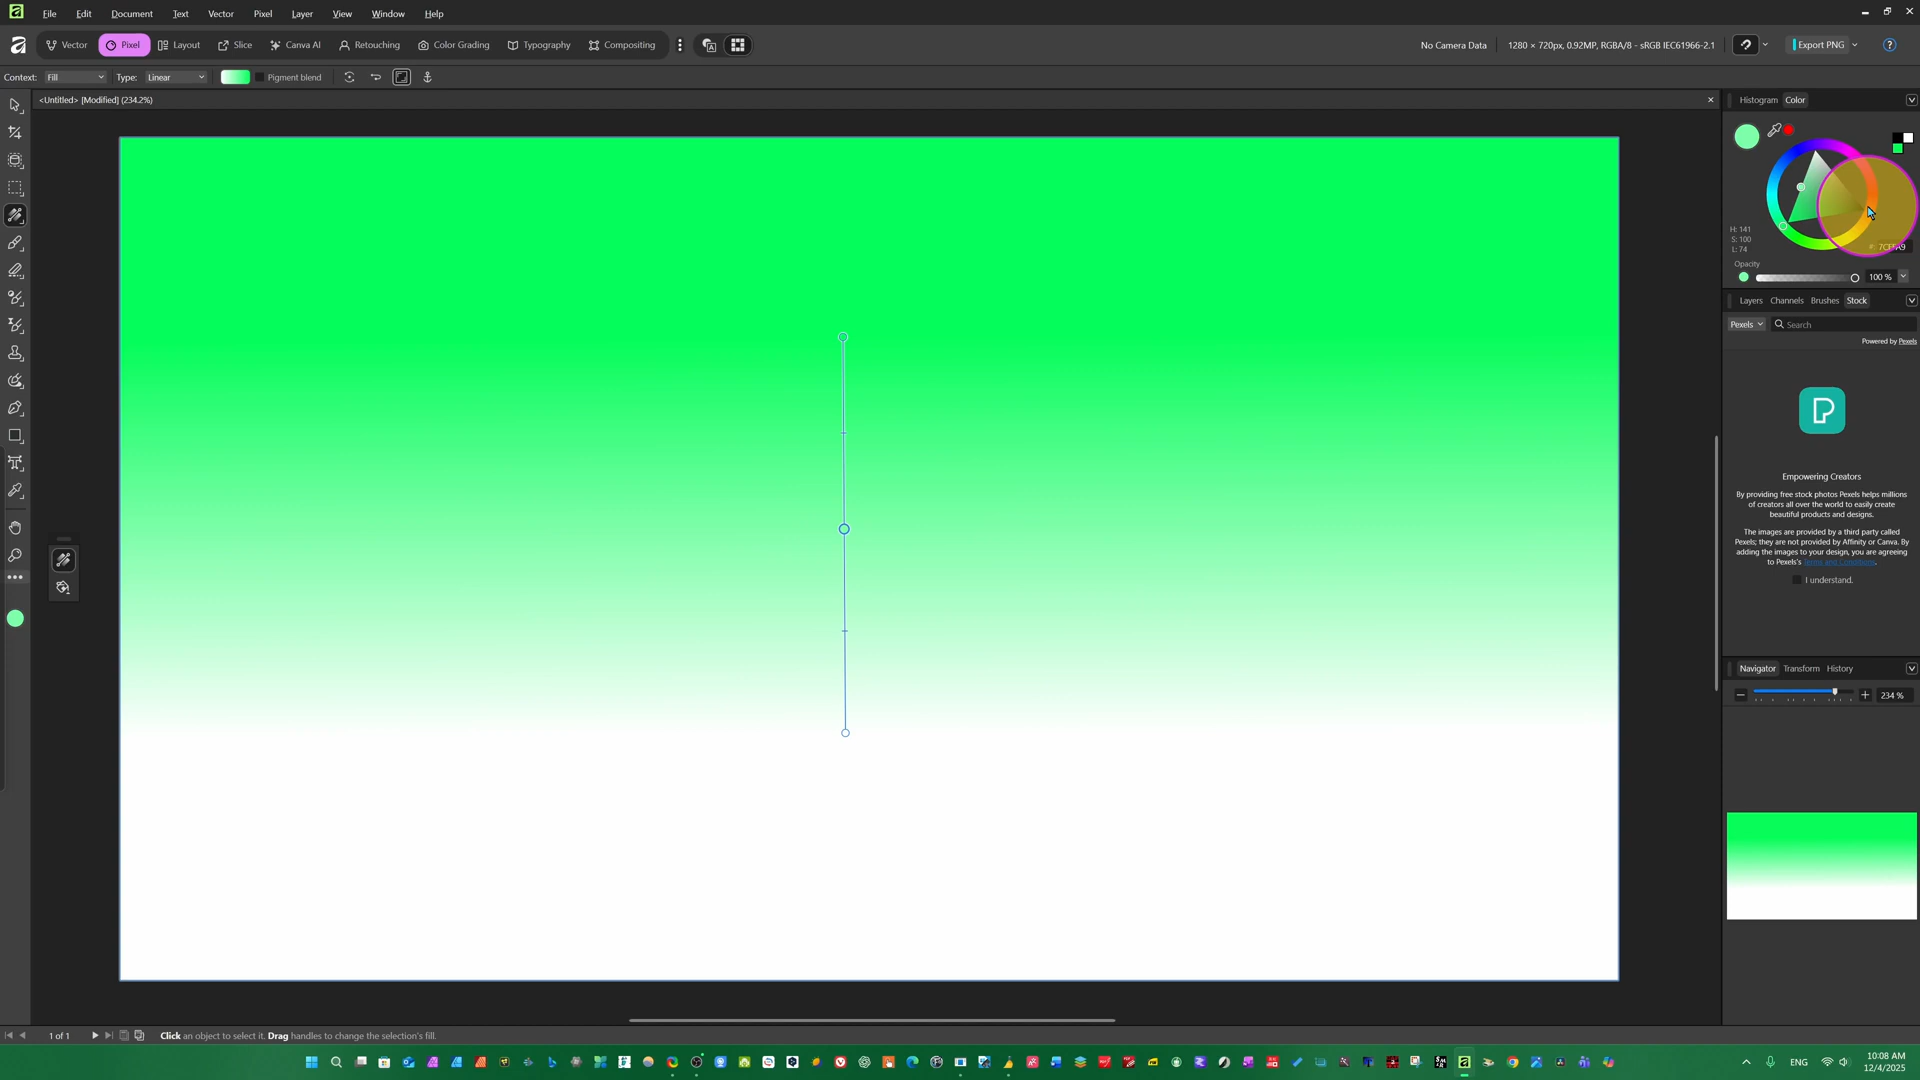 File Edit Document Text Vector Pixel Layer View Window Help
Vector Pixel Layout Slice Canva AI Retouching Color Grading Typography Compositing No Camera Data 1280 × 720px, 0.92MP, RGBA/8 - sRGB IEC61966-2.1 Export PNG
Context: Fill Type: Linear Pigment blend
<Untitled> [Modified] (234.2%)
Histogram Color
H: 141
S: 100
L: 74
Opacity
100 %
Layers Channels Brushes Stock
Pexels Search
Powered by Pexels
Empowering Creators
By providing free stock photos Pexels helps millions
of creators all over the world to easily create
beautiful products and designs.
The images are provided by a third party called
Pexels; they are not provided by Affinity or Canva. By
adding the images to your design, you are agreeing
to Pexels's Terms and Conditions.
I understand.
Navigator Transform History
234 %
1 of 1 Click an object to select it. Drag handles to change the selection's fill.
ENG
10:08 AM
12/4/2025